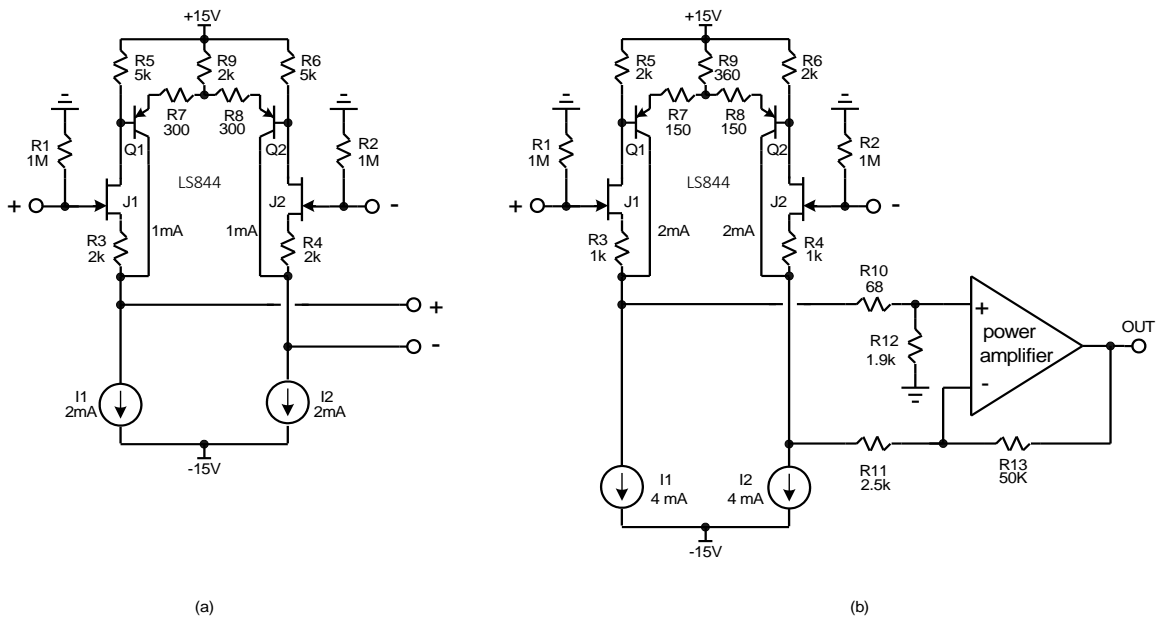 +15V
R5
5k
R9
2k
R6
5k
R7
300
R8
300
R1
1M
Q1
Q2
R2
1M
LS844
J1
J2
+
-
1mA
1mA
R3
2k
R4
2k
+
-
I1
2mA
I2
2mA
-15V
(a)
+15V
R5
2k
R9
360
R6
2k
R7
150
R8
150
R1
1M
Q1
Q2
R2
1M
LS844
J1
J2
+
-
2mA
2mA
R3
1k
R4
1k
R10
68
R12
1.9k
+
power
amplifier
-
OUT
R11
2.5k
R13
50K
I1
4 mA
I2
4 mA
-15V
(b)